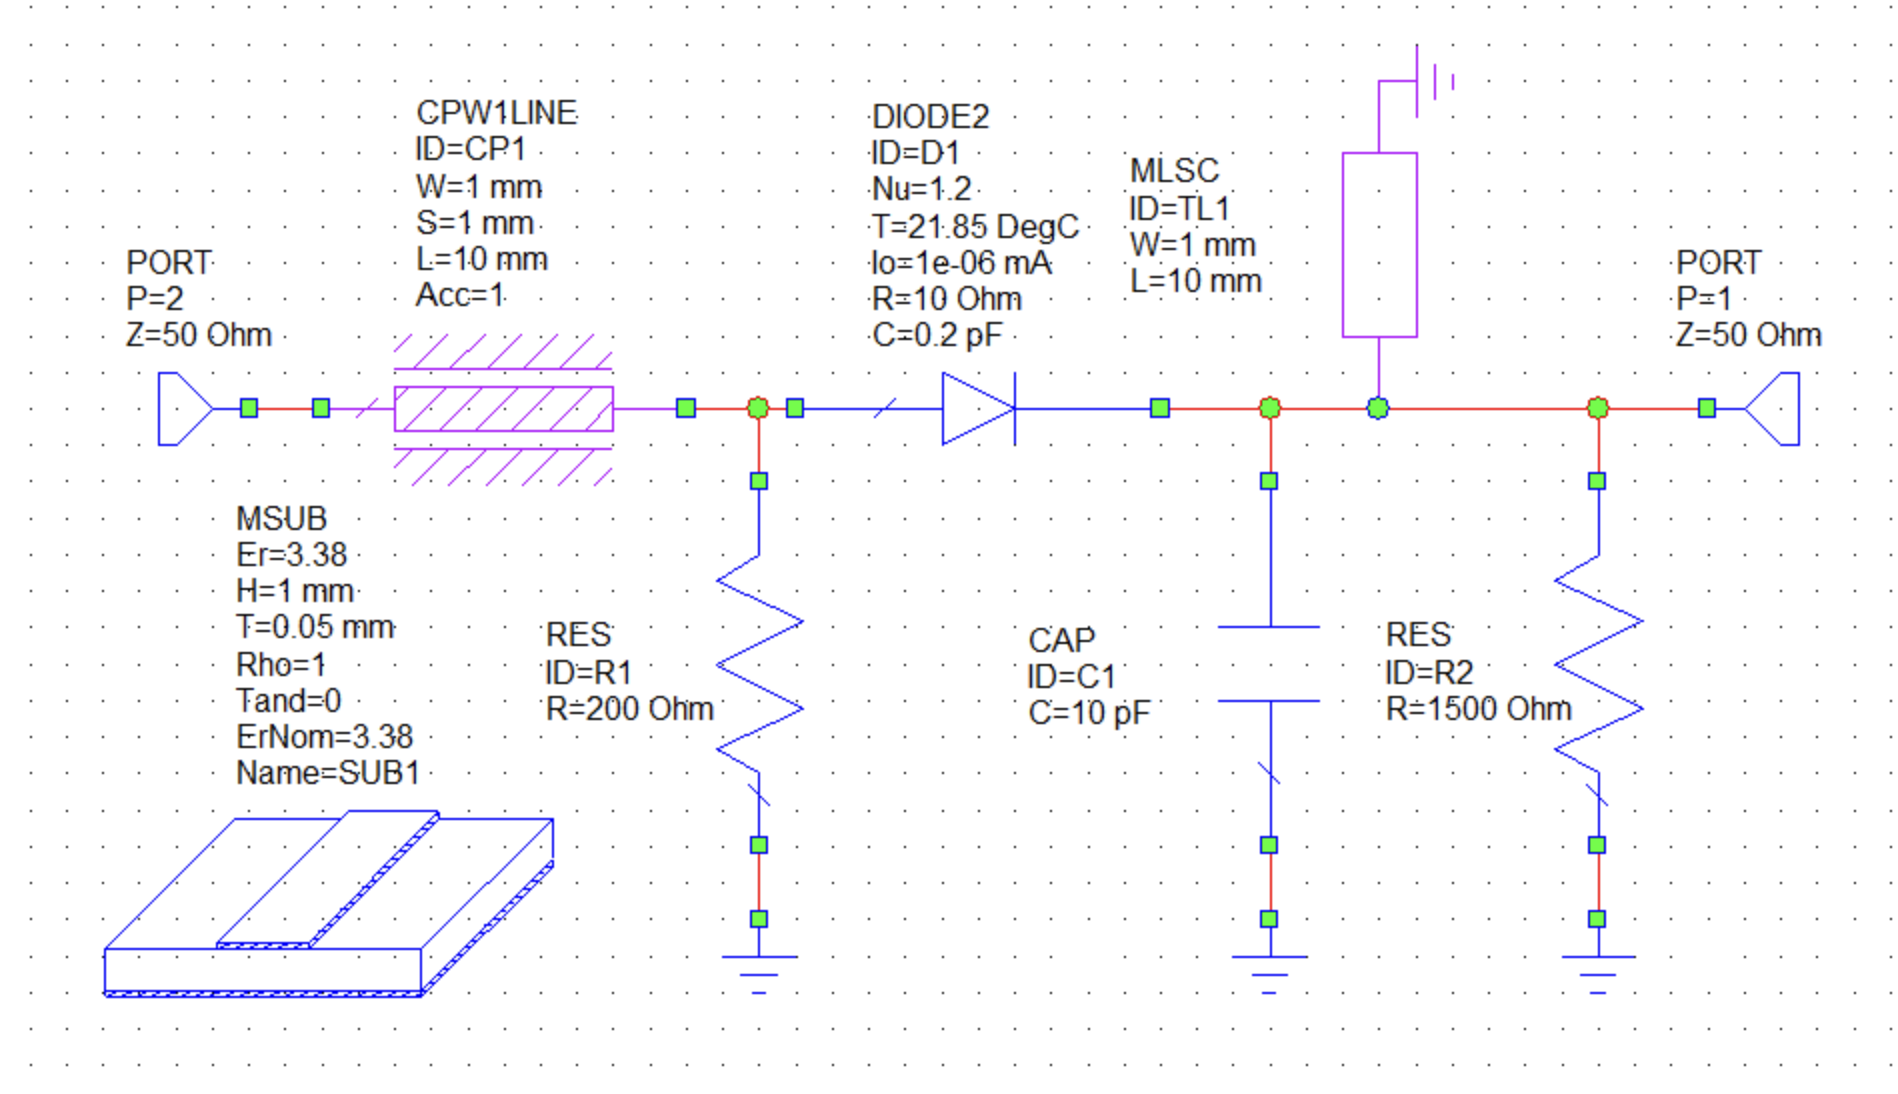 CPW1LINE
ID=CP1
W=1 mm
S=1 mm
L=10 mm
Acc=1
DIODE2
ID=D1
Nu=1.2
T=21.85 DegC
Io=1e-06 mA
R=10 Ohm
C=0.2 pF
MLSC
ID=TL1
W=1 mm
L=10 mm
PORT
P=2
Z=50 Ohm
PORT
P=1
Z=50 Ohm
MSUB
Er=3.38
H=1 mm
T=0.05 mm
Rho=1
Tand=0
ErNom=3.38
Name=SUB1
RES
ID=R1
R=200 Ohm
CAP
ID=C1
C=10 pF
RES
ID=R2
R=1500 Ohm